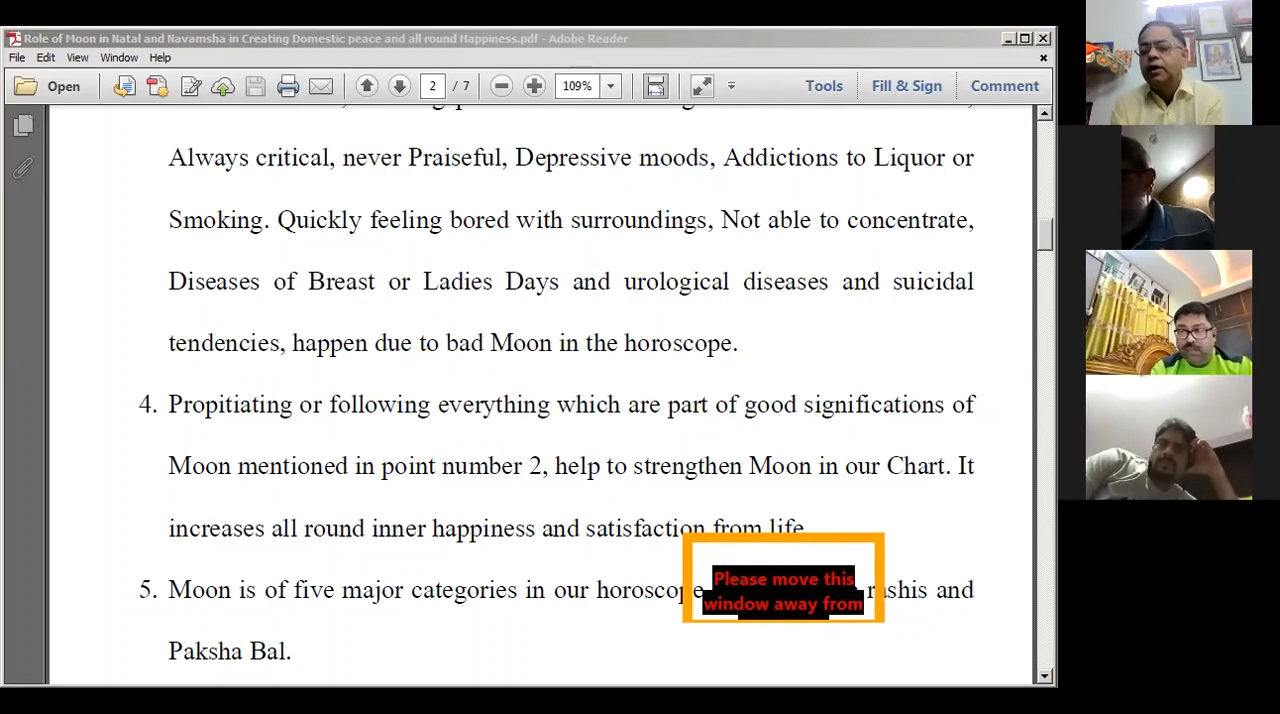 Role of Moon in Natal and Navamsha in Creating Domestic peace and all round Happiness.pdf - Adobe Reader
File Edit View Window Help
Open 2 / 7 109% Tools Fill & Sign Comment
Always critical, never Praiseful, Depressive moods, Addictions to Liquor or
Smoking. Quickly feeling bored with surroundings, Not able to concentrate,
Diseases of Breast or Ladies Days and urological diseases and suicidal
tendencies, happen due to bad Moon in the horoscope.
4. Propitiating or following everything which are part of good significations of
Moon mentioned in point number 2, help to strengthen Moon in our Chart. It
increases all round inner happiness and satisfaction from life.
5. Moon is of five major categories in our horoscope rashis and
Please move this
window away from
Paksha Bal.